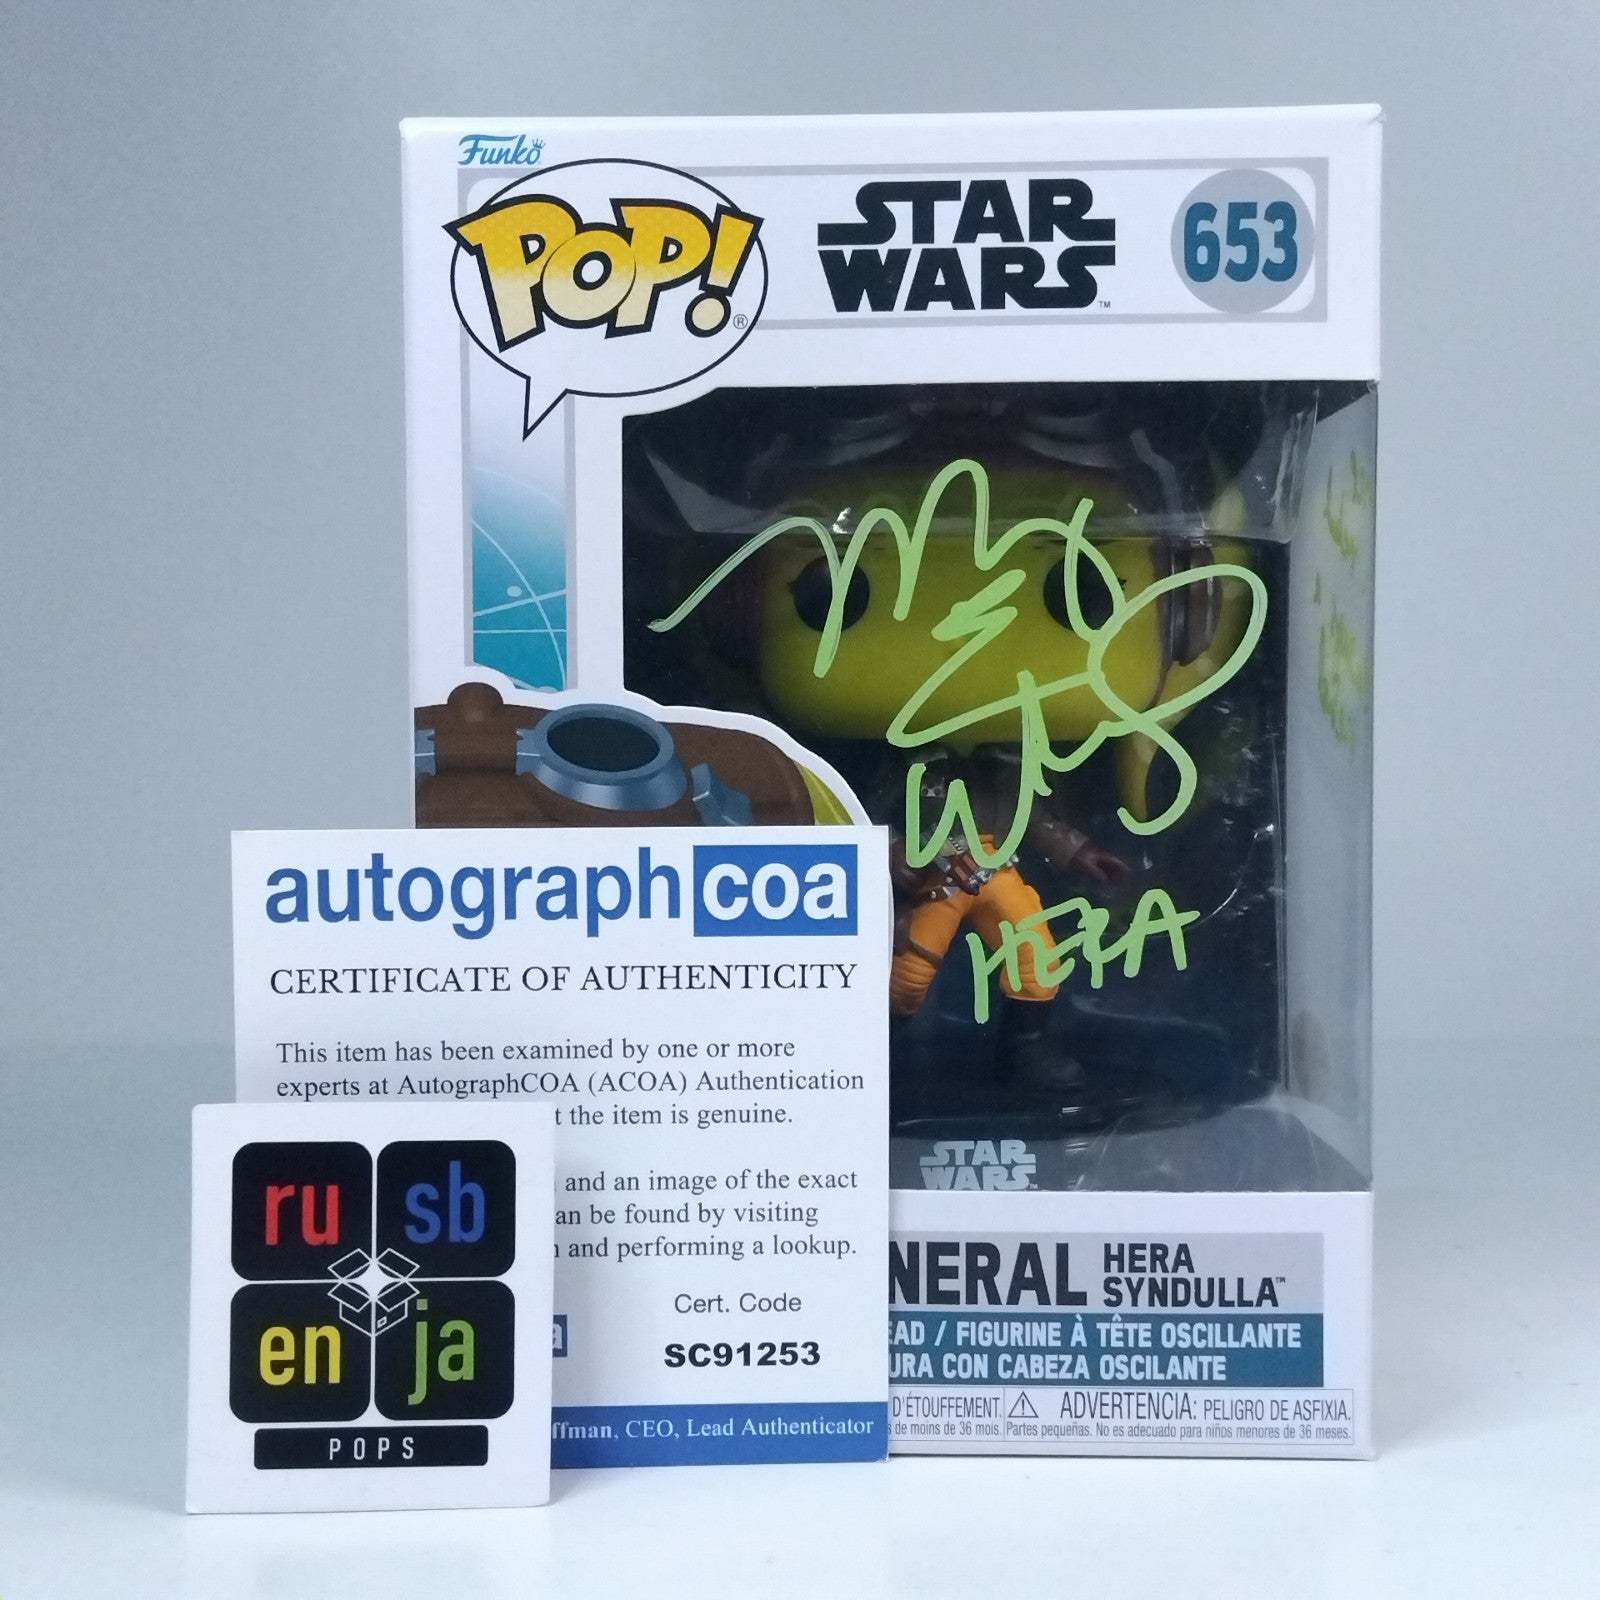 Funko
POP!®
STAR
WARS™
653
HERA
autograph coa
CERTIFICATE OF AUTHENTICITY
This item has been examined by one or more
experts at AutographCOA (ACOA) Authentication
t the item is genuine.
and an image of the exact
an be found by visiting
and performing a lookup.
Cert. Code
SC91253
ffman, CEO, Lead Authenticator
ru sb
en ja
POPS
STAR
WARS
NERAL HERA
SYNDULLA™
EAD / FIGURINE À TÊTE OSCILLANTE
URA CON CABEZA OSCILANTE
D'ÉTOUFFEMENT.
s de moins de 36 mois.
ADVERTENCIA: PELIGRO DE ASFIXIA.
Partes pequeñas. No es adecuado para niños menores de 36 meses.